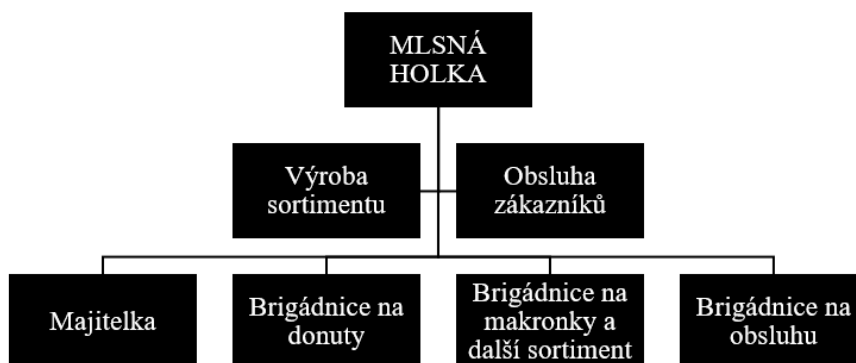 MLSNÁ
HOLKA
Výroba
sortimentu
Obsluha
zákazníků
Majitelka
Brigádnice na
donuty
Brigádnice na
makronky a
další sortiment
Brigádnice na
obsluhu